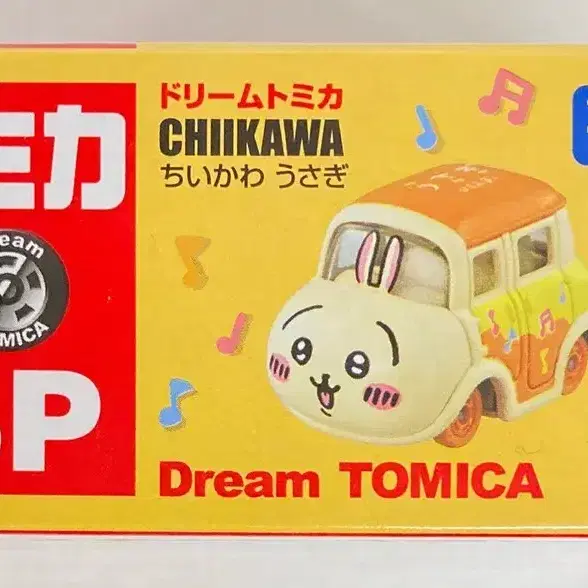 ドリームトミカ
CHIIKAWA
ちいかわ うさぎ
ミカ
Dream
TOMICA
SP
Dream TOMICA